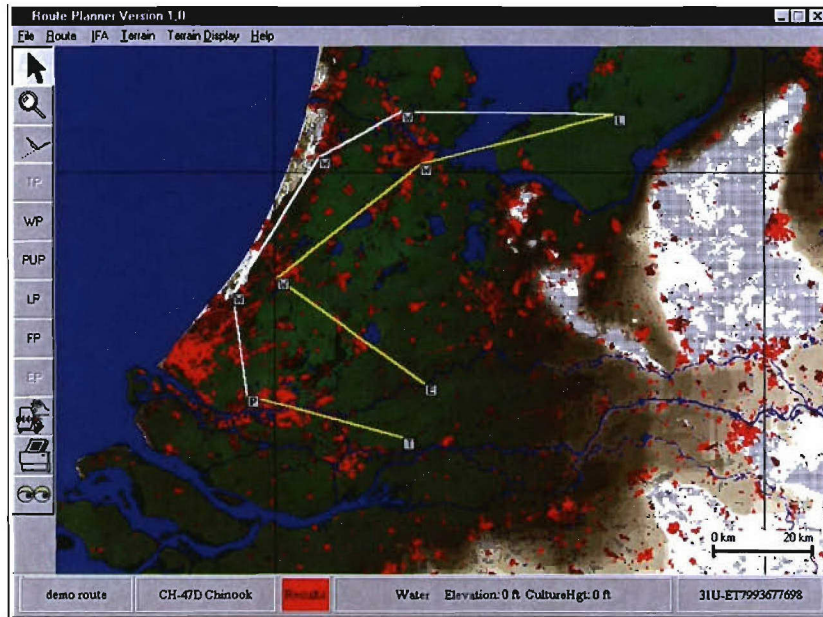 Route Planner Version 1.0
File Route IFA Terrain Terrain Display Help
TP
WP
PUP
LP
FP
EP
W
L
W
W
W
W
E
P
T
0 km 20 km
demo route
CH-47D Chinook
Results
Water Elevation: 0 ft CultureHgt: 0 ft
31U-ET7993677698